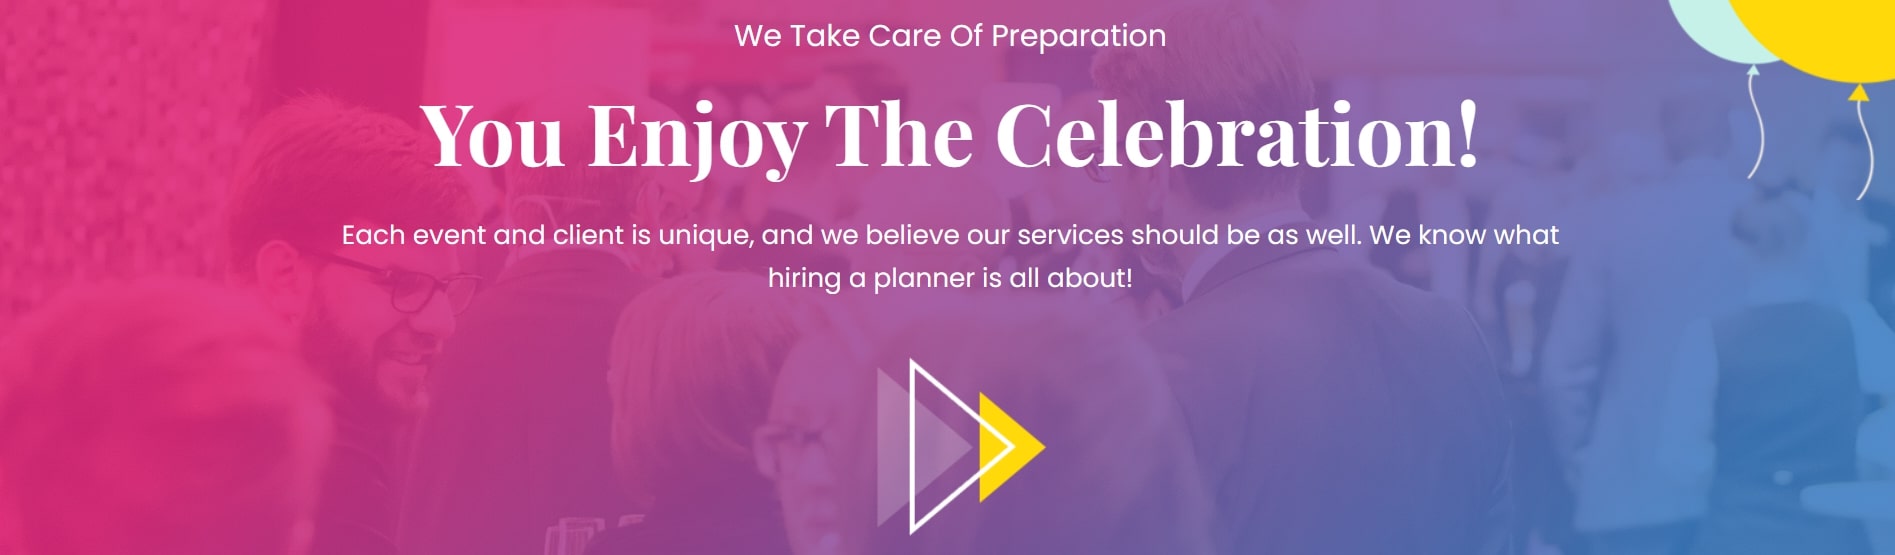 We Take Care Of Preparation
You Enjoy The Celebration!
Each event and client is unique, and we believe our services should be as well. We know what
hiring a planner is all about!